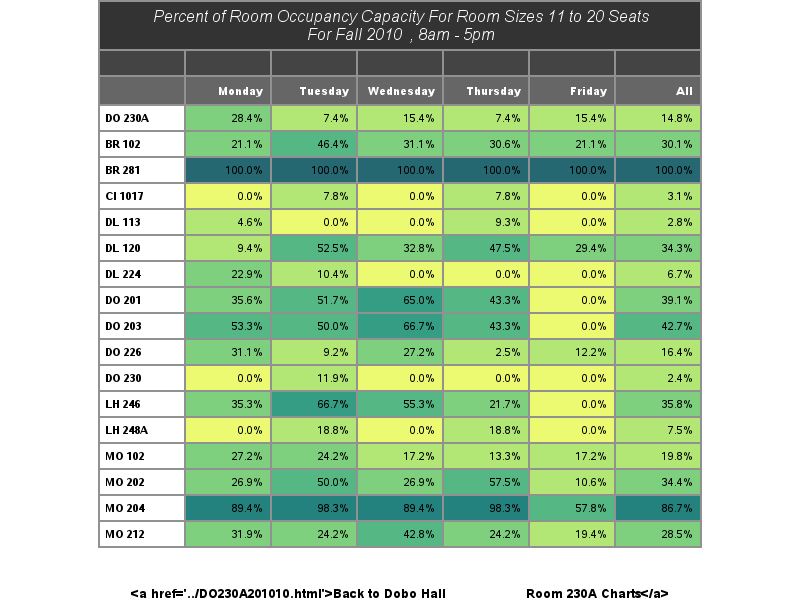 Percent of Room Occupancy Capacity For Room Sizes 11 to 20 Seats
For Fall 2010 , 8am - 5pm
Monday Tuesday Wednesday Thursday Friday All
DO 230A 28.4% 7.4% 15.4% 7.4% 15.4% 14.8%
BR 102 21.1% 46.4% 31.1% 30.6% 21.1% 30.1%
BR 281 100.0% 100.0% 100.0% 100.0% 100.0% 100.0%
CI 1017 0.0% 7.8% 0.0% 7.8% 0.0% 3.1%
DL 113 4.6% 0.0% 0.0% 9.3% 0.0% 2.8%
DL 120 9.4% 52.5% 32.8% 47.5% 29.4% 34.3%
DL 224 22.9% 10.4% 0.0% 0.0% 0.0% 6.7%
DO 201 35.6% 51.7% 65.0% 43.3% 0.0% 39.1%
DO 203 53.3% 50.0% 66.7% 43.3% 0.0% 42.7%
DO 226 31.1% 9.2% 27.2% 2.5% 12.2% 16.4%
DO 230 0.0% 11.9% 0.0% 0.0% 0.0% 2.4%
LH 246 35.3% 66.7% 55.3% 21.7% 0.0% 35.8%
LH 248A 0.0% 18.8% 0.0% 18.8% 0.0% 7.5%
MO 102 27.2% 24.2% 17.2% 13.3% 17.2% 19.8%
MO 202 26.9% 50.0% 26.9% 57.5% 10.6% 34.4%
MO 204 89.4% 98.3% 89.4% 98.3% 57.8% 86.7%
MO 212 31.9% 24.2% 42.8% 24.2% 19.4% 28.5%
<a href='../DO230A201010.html'>Back to Dobo Hall Room 230A Charts</a>